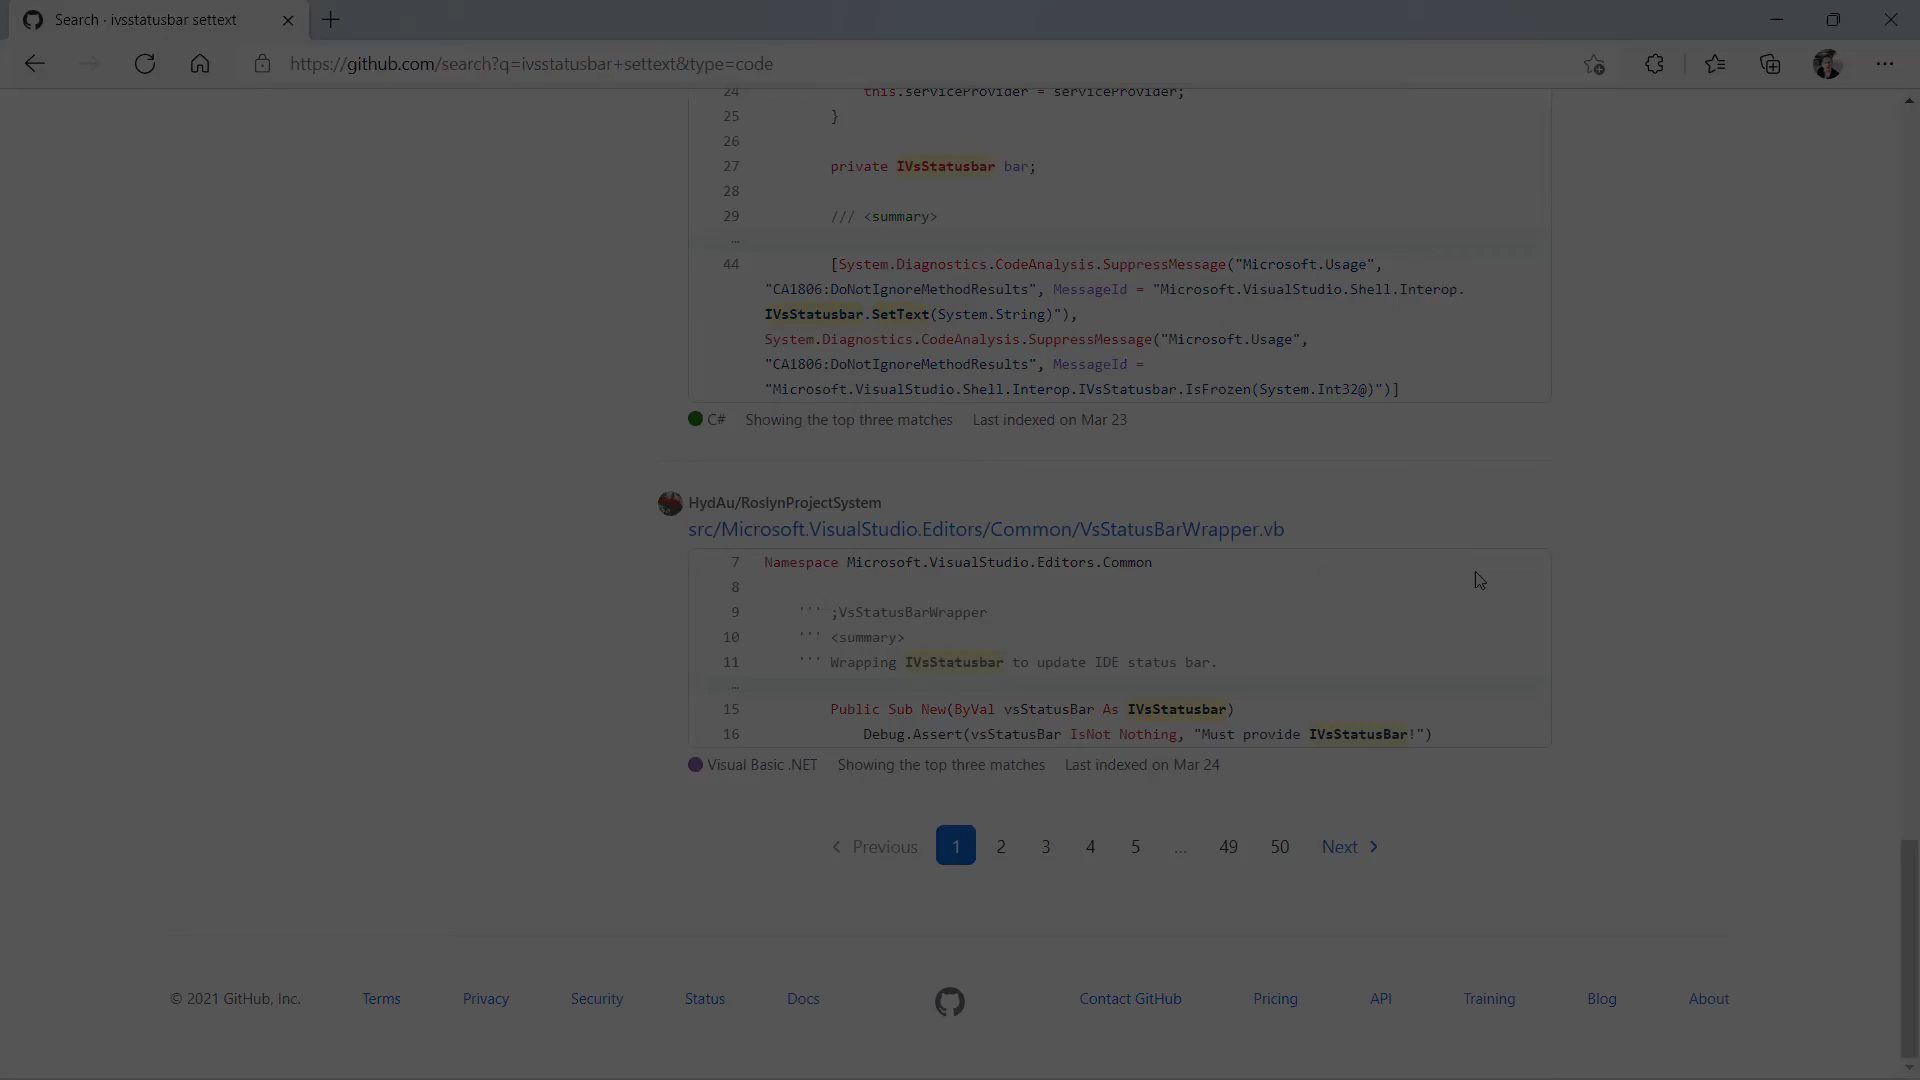 Search · ivsstatusbar settext
https://github.com/search?q=ivsstatusbar+settext&type=code
24 this.serviceProvider = serviceProvider;
25 }
26
27 private IVsStatusbar bar;
28
29 /// <summary>
…
44 [System.Diagnostics.CodeAnalysis.SuppressMessage("Microsoft.Usage",
"CA1806:DoNotIgnoreMethodResults", MessageId = "Microsoft.VisualStudio.Shell.Interop.
IVsStatusbar.SetText(System.String)"),
System.Diagnostics.CodeAnalysis.SuppressMessage("Microsoft.Usage",
"CA1806:DoNotIgnoreMethodResults", MessageId =
"Microsoft.VisualStudio.Shell.Interop.IVsStatusbar.IsFrozen(System.Int32@)")]
C# Showing the top three matches Last indexed on Mar 23
HydAu/RoslynProjectSystem
src/Microsoft.VisualStudio.Editors/Common/VsStatusBarWrapper.vb
7 Namespace Microsoft.VisualStudio.Editors.Common
8
9 ''' ;VsStatusBarWrapper
10 ''' <summary>
11 ''' Wrapping IVsStatusbar to update IDE status bar.
…
15 Public Sub New(ByVal vsStatusBar As IVsStatusbar)
16 Debug.Assert(vsStatusBar IsNot Nothing, "Must provide IVsStatusBar!")
Visual Basic .NET Showing the top three matches Last indexed on Mar 24
Previous 1 2 3 4 5 … 49 50 Next
© 2021 GitHub, Inc. Terms Privacy Security Status Docs Contact GitHub Pricing API Training Blog About